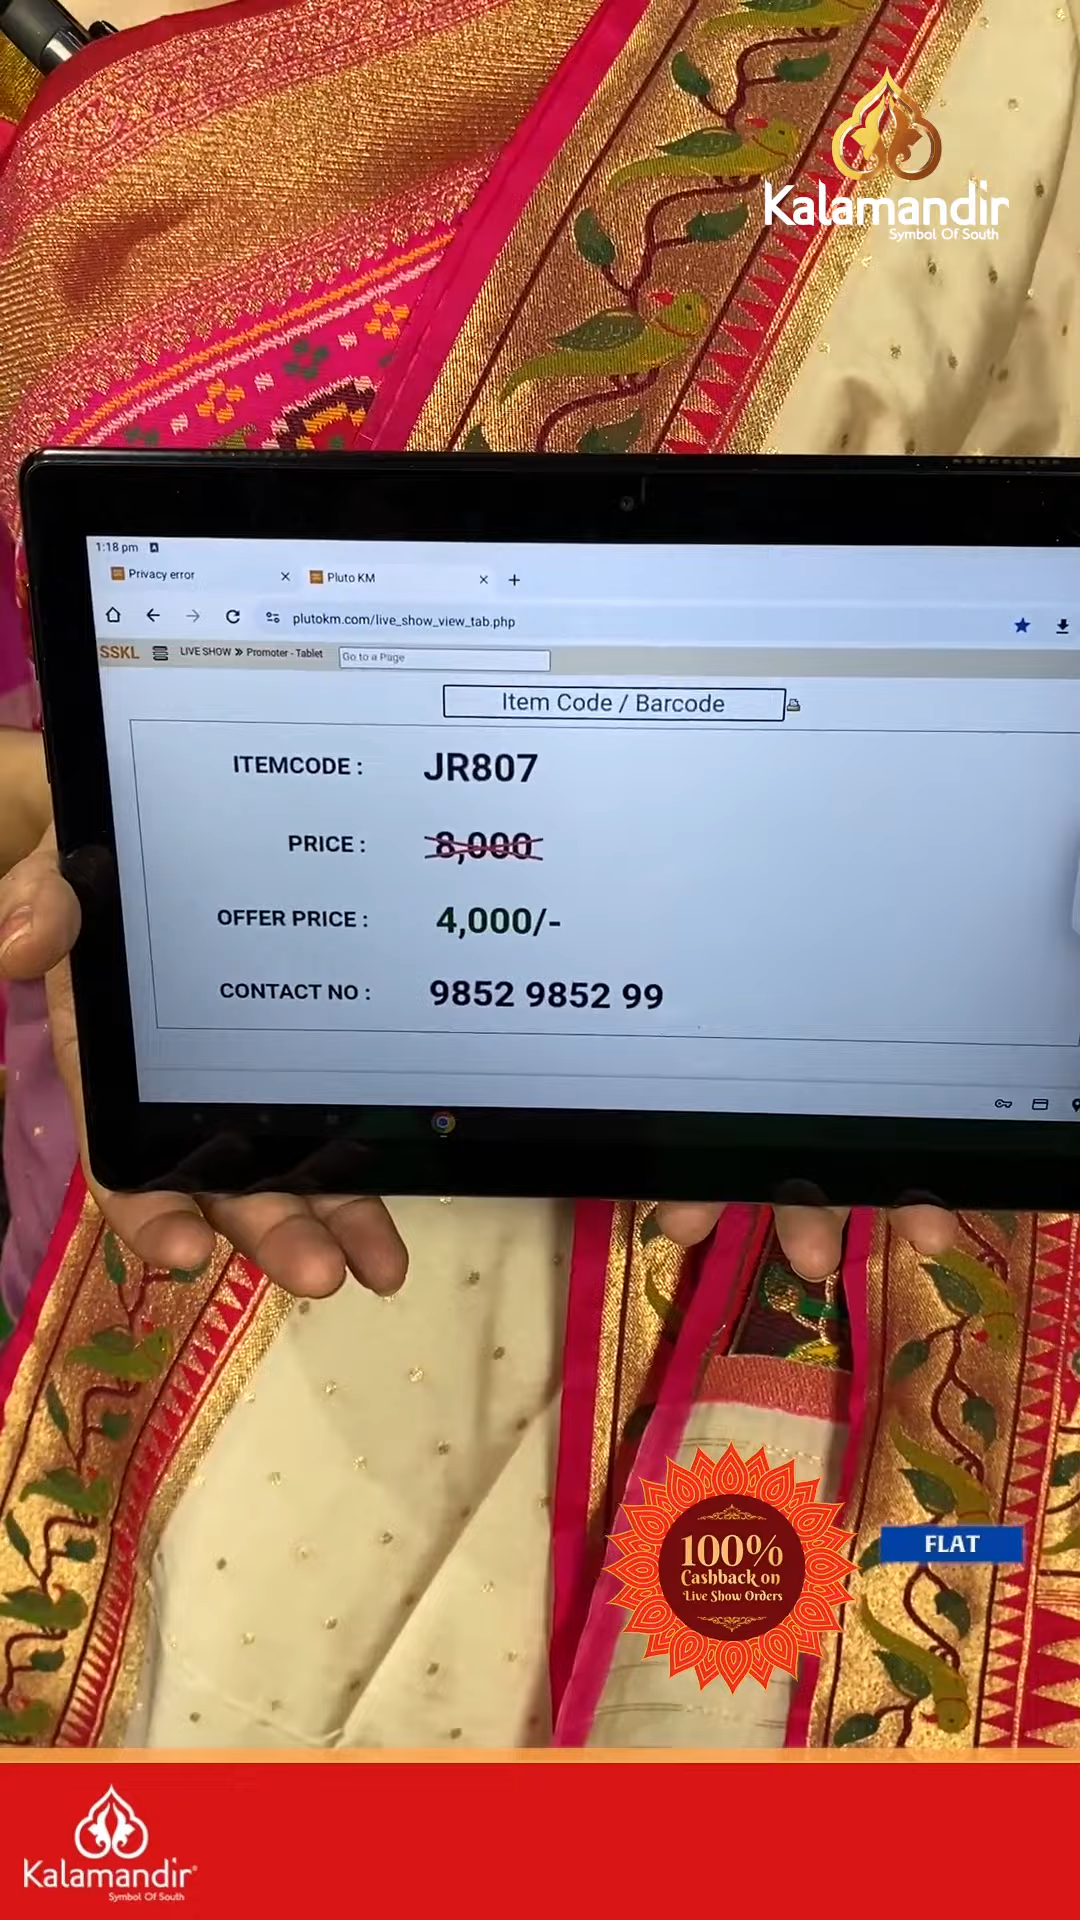 Kalamandir
Symbol Of South
1:18 pm
Privacy error
Pluto KM
plutokm.com/live_show_view_tab.php
SSKL LIVE SHOW » Promoter - Tablet Go to a Page
Item Code / Barcode
ITEMCODE : JR807
PRICE : 8,000
OFFER PRICE : 4,000/-
CONTACT NO : 9852 9852 99
100%
Cashback on
Live Show Orders
FLAT
Kalamandir
Symbol Of South